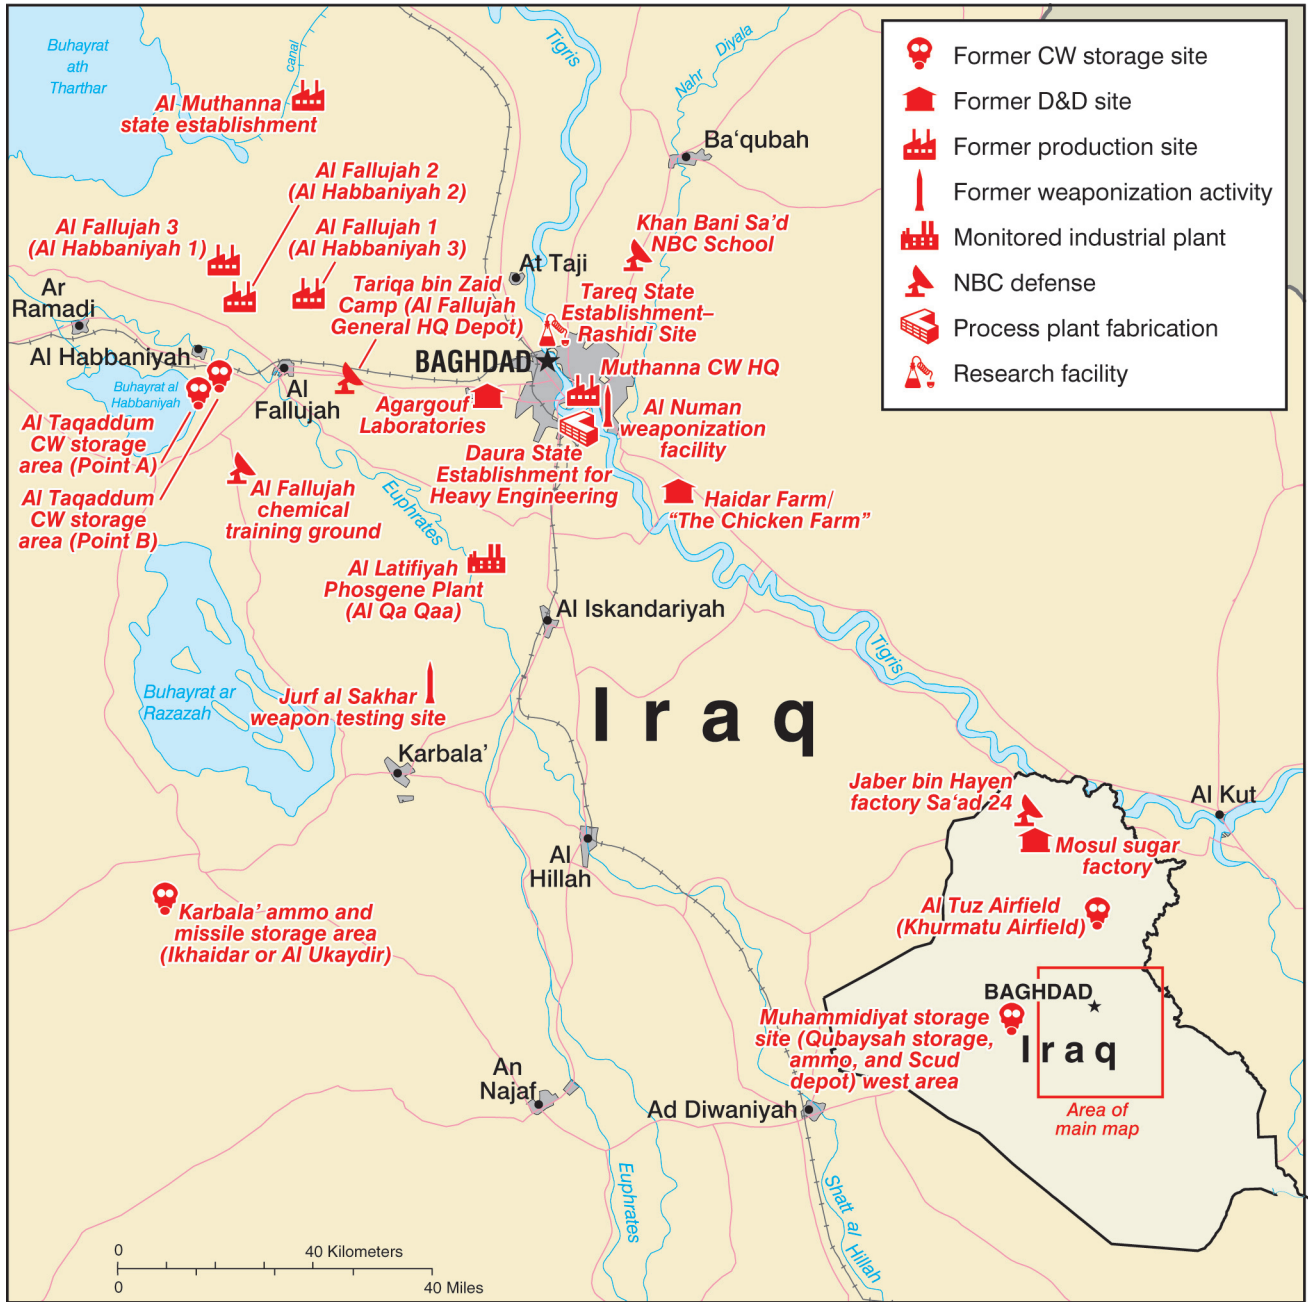 Buhayrat
ath
Tharthar
canal
Tigris
Nahr Diyala
Former CW storage site
Former D&D site
Former production site
Former weaponization activity
Monitored industrial plant
NBC defense
Process plant fabrication
Research facility
Al Muthanna
state establishment
Ba‘qubah
Al Fallujah 2
(Al Habbaniyah 2)
Al Fallujah 3
(Al Habbaniyah 1)
Al Fallujah 1
(Al Habbaniyah 3)
Khan Bani Sa’d
NBC School
At Taji
Ar
Ramadi
Tariqa bin Zaid
Camp (Al Fallujah
General HQ Depot)
Tareq State
Establishment–
Rashidi Site
Al Habbaniyah
BAGHDAD
Muthanna CW HQ
Buhayrat al
Habbaniyah
Al
Fallujah
Agargouf
Laboratories
Al Numan
weaponization
facility
Al Taqaddum
CW storage
area (Point A)
Daura State
Establishment for
Heavy Engineering
Al Taqaddum
CW storage
area (Point B)
Al Fallujah
chemical
training ground
Euphrates
Haidar Farm/
“The Chicken Farm”
Al Latifiyah
Phosgene Plant
(Al Qa Qaa)
Al Iskandariyah
Tigris
Buhayrat ar
Razazah
Jurf al Sakhar
weapon testing site
Iraq
Karbala’
Jaber bin Hayen
factory Sa‘ad 24
Al Kut
Mosul sugar
factory
Al
Hillah
Karbala’ ammo and
missile storage area
(Ikhaidar or Al Ukaydir)
Al Tuz Airfield
(Khurmatu Airfield)
BAGHDAD
Muhammidiyat storage
site (Qubaysah storage,
ammo, and Scud
depot) west area
Iraq
An
Najaf
Ad Diwaniyah
Area of
main map
Euphrates
Shatt al Hillah
0 40 Kilometers
0 40 Miles